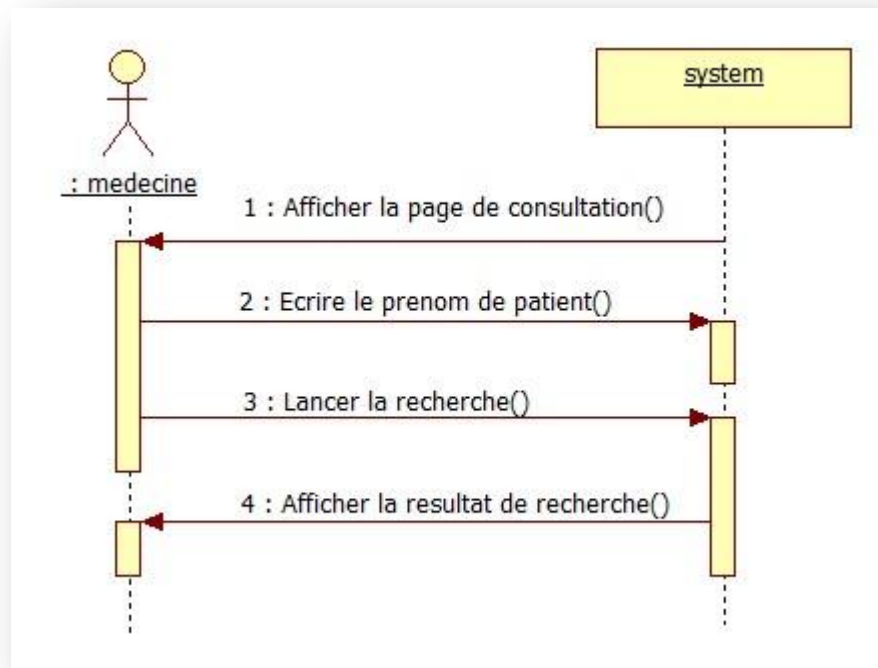 system
: medecine
1 : Afficher la page de consultation()
2 : Ecrire le prenom de patient()
3 : Lancer la recherche()
4 : Afficher la resultat de recherche()